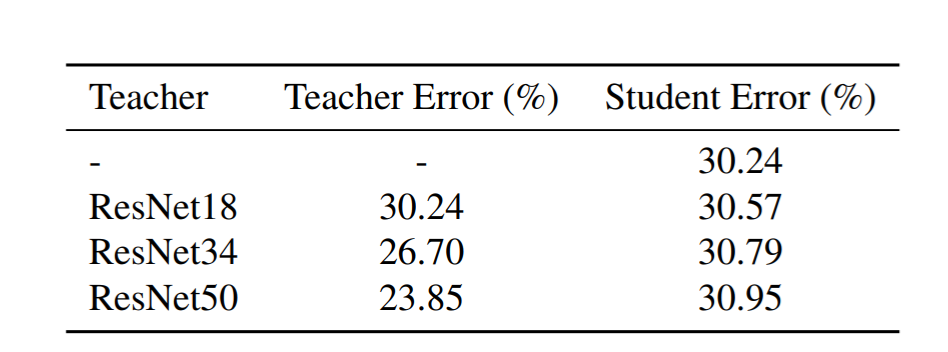 Teacher Teacher Error (%) Student Error (%)
- - 30.24
ResNet18 30.24 30.57
ResNet34 26.70 30.79
ResNet50 23.85 30.95